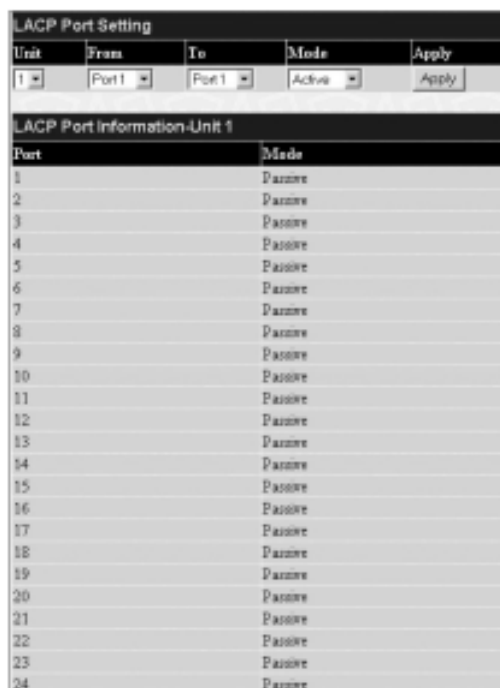 LACP Port Setting
Unit From To Mode Apply
1 Port 1 Port 1 Active Apply
LACP Port Information-Unit 1
Port Mode
1 Passive
2 Passive
3 Passive
4 Passive
5 Passive
6 Passive
7 Passive
8 Passive
9 Passive
10 Passive
11 Passive
12 Passive
13 Passive
14 Passive
15 Passive
16 Passive
17 Passive
18 Passive
19 Passive
20 Passive
21 Passive
22 Passive
23 Passive
24 Passive